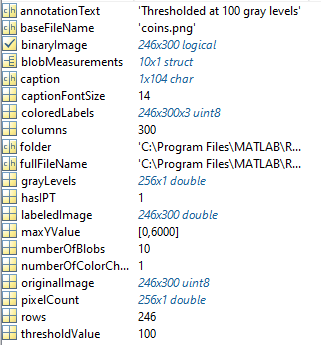 annotationText 'Thresholded at 100 gray levels'
baseFileName 'coins.png'
binaryImage 246x300 logical
blobMeasurements 10x1 struct
caption 1x104 char
captionFontSize 14
coloredLabels 246x300x3 uint8
columns 300
folder 'C:\Program Files\MATLAB\R...
fullFileName 'C:\Program Files\MATLAB\R...
grayLevels 256x1 double
hasIPT 1
labeledImage 246x300 double
maxYValue [0,6000]
numberOfBlobs 10
numberOfColorCh... 1
originalImage 246x300 uint8
pixelCount 256x1 double
rows 246
thresholdValue 100